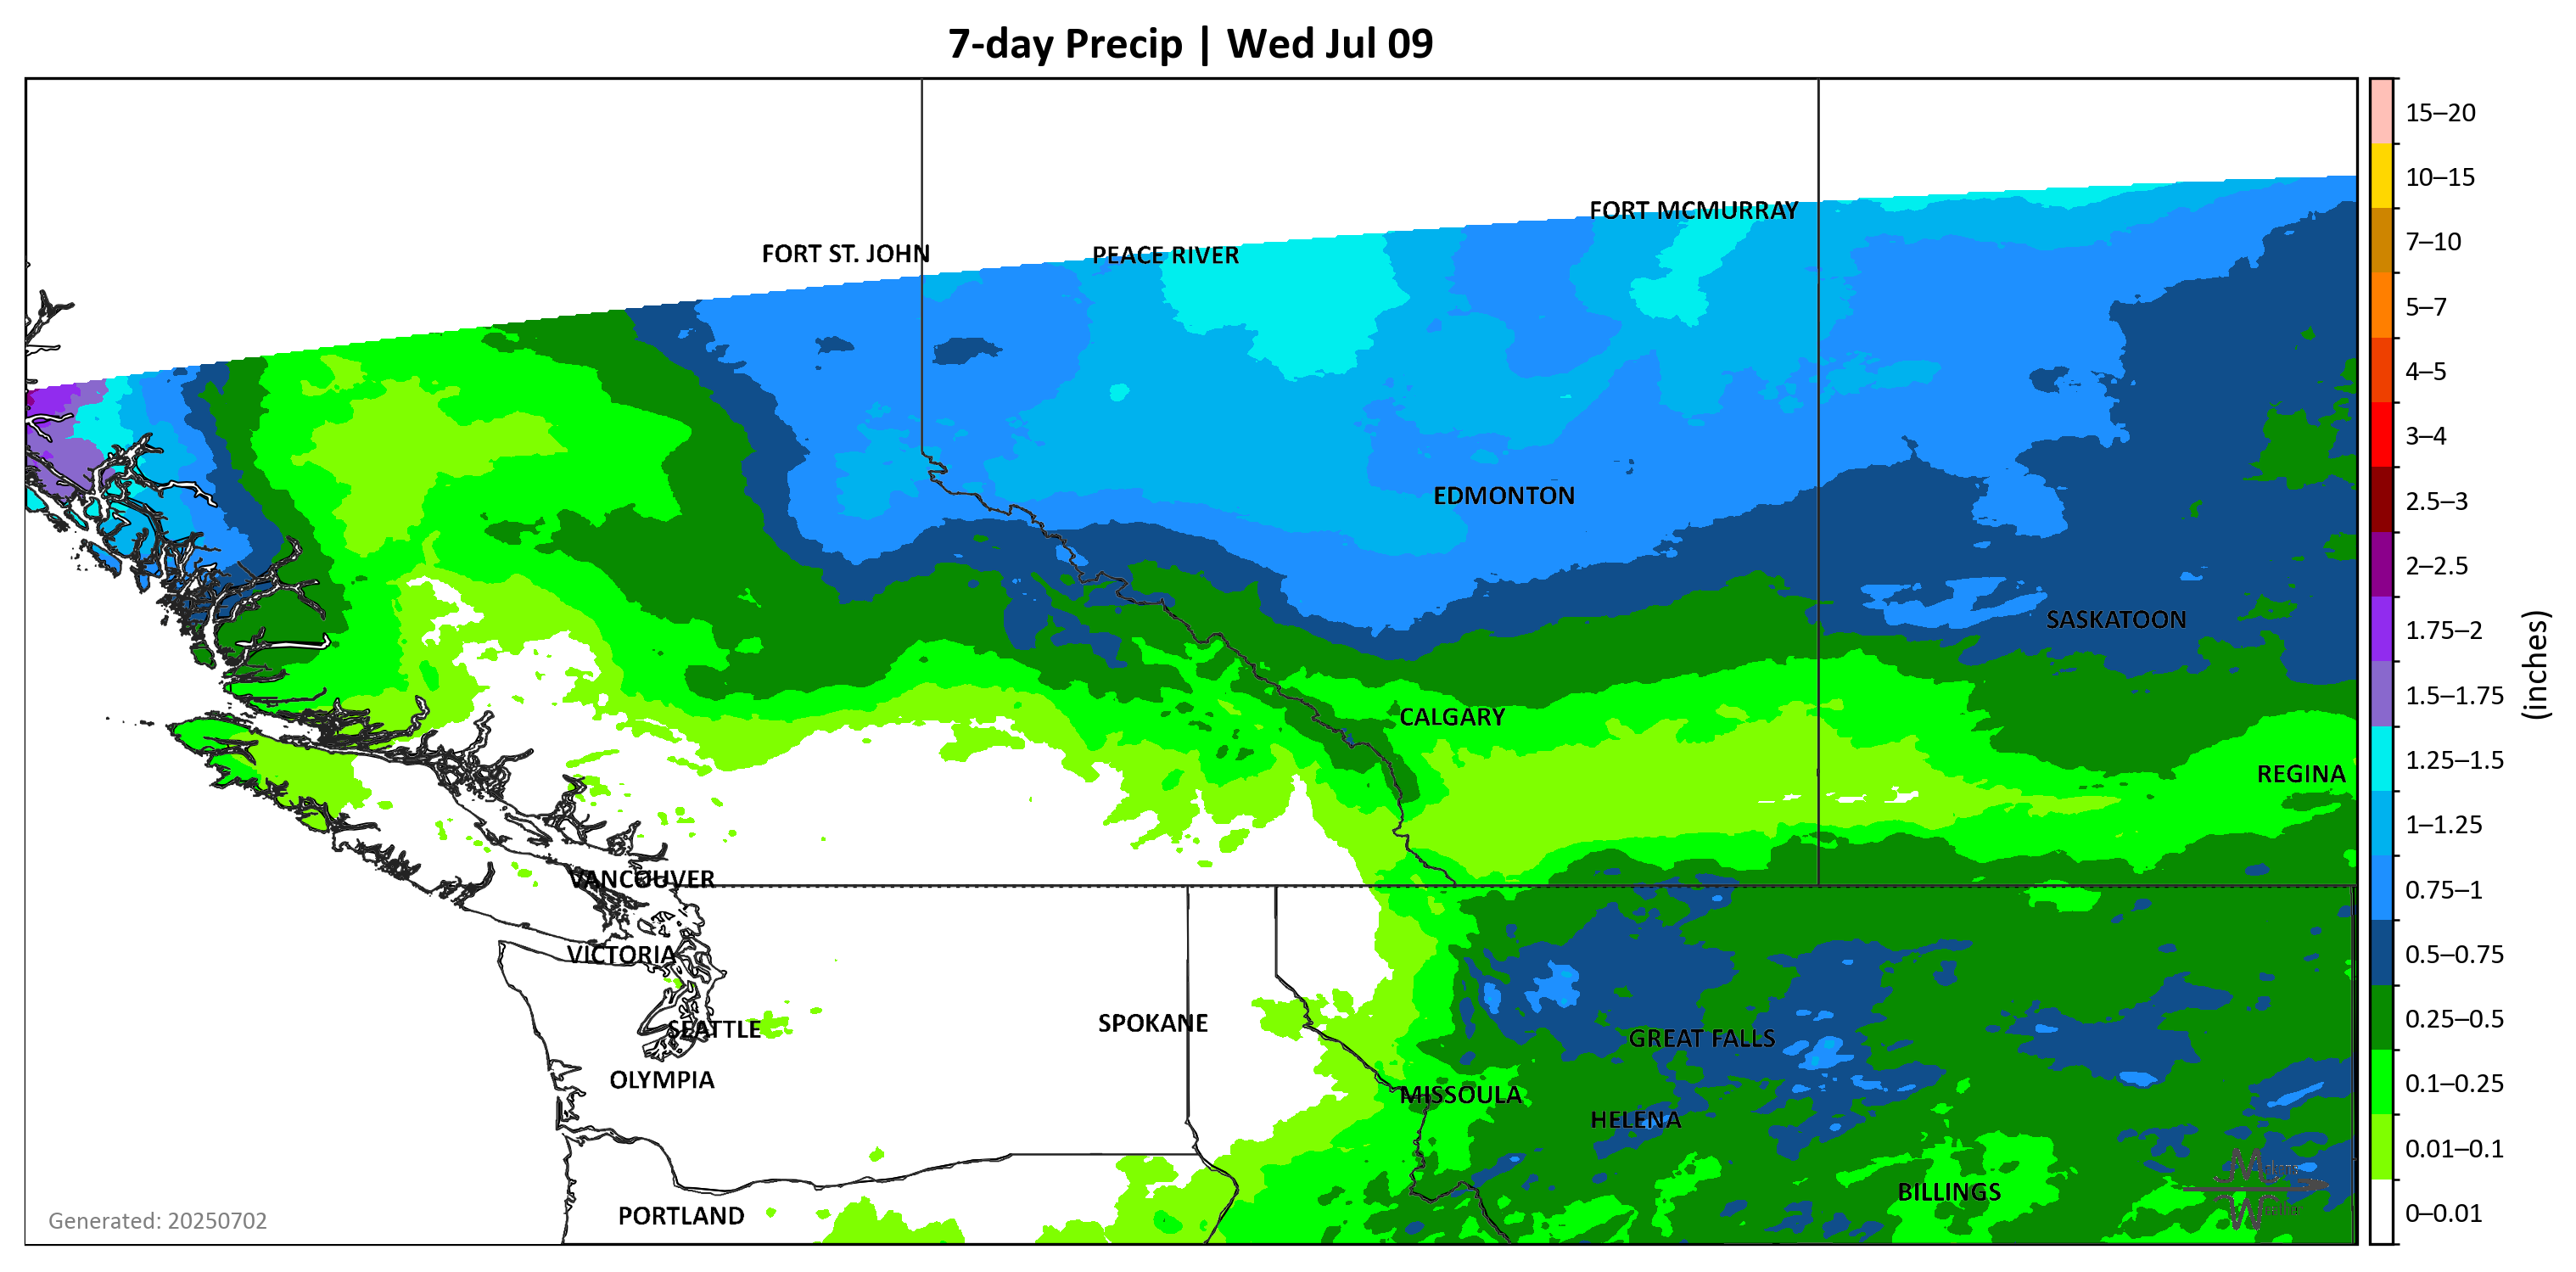 7-day Precip | Wed Jul 09
FORT MCMURRAY
FORT ST. JOHN
PEACE RIVER
EDMONTON
SASKATOON
CALGARY
REGINA
VANCOUVER
VICTORIA
SPOKANE
SEATTLE
GREAT FALLS
OLYMPIA
MISSOULA
HELENA
BILLINGS
PORTLAND
Generated: 20250702
15–20
10–15
7–10
5–7
4–5
3–4
2.5–3
2–2.5
1.75–2
1.5–1.75
1.25–1.5
1–1.25
0.75–1
0.5–0.75
0.25–0.5
0.1–0.25
0.01–0.1
0–0.01
(inches)